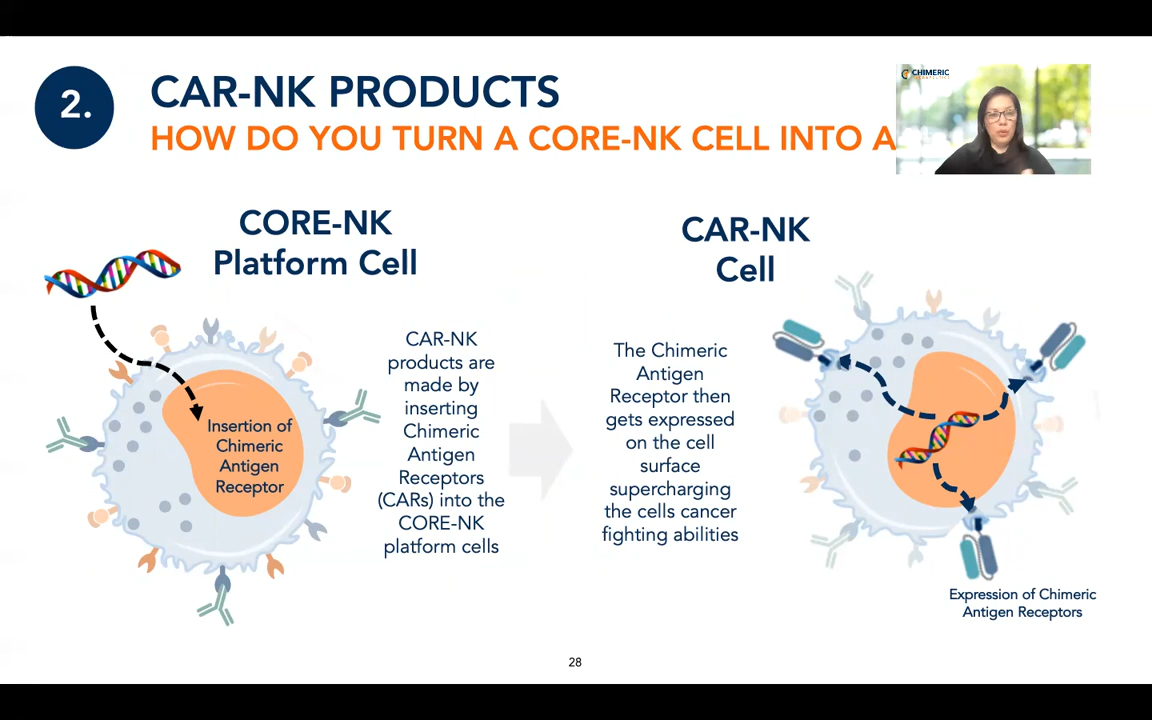 2.
CAR-NK PRODUCTS
HOW DO YOU TURN A CORE-NK CELL INTO A
CHIMERIC
THERAPEUTICS
CORE-NK
Platform Cell
Insertion of
Chimeric
Antigen
Receptor
CAR-NK
products are
made by
inserting
Chimeric
Antigen
Receptors
(CARs) into the
CORE-NK
platform cells
CAR-NK
Cell
The Chimeric
Antigen
Receptor then
gets expressed
on the cell
surface
supercharging
the cells cancer
fighting abilities
Expression of Chimeric
Antigen Receptors
28